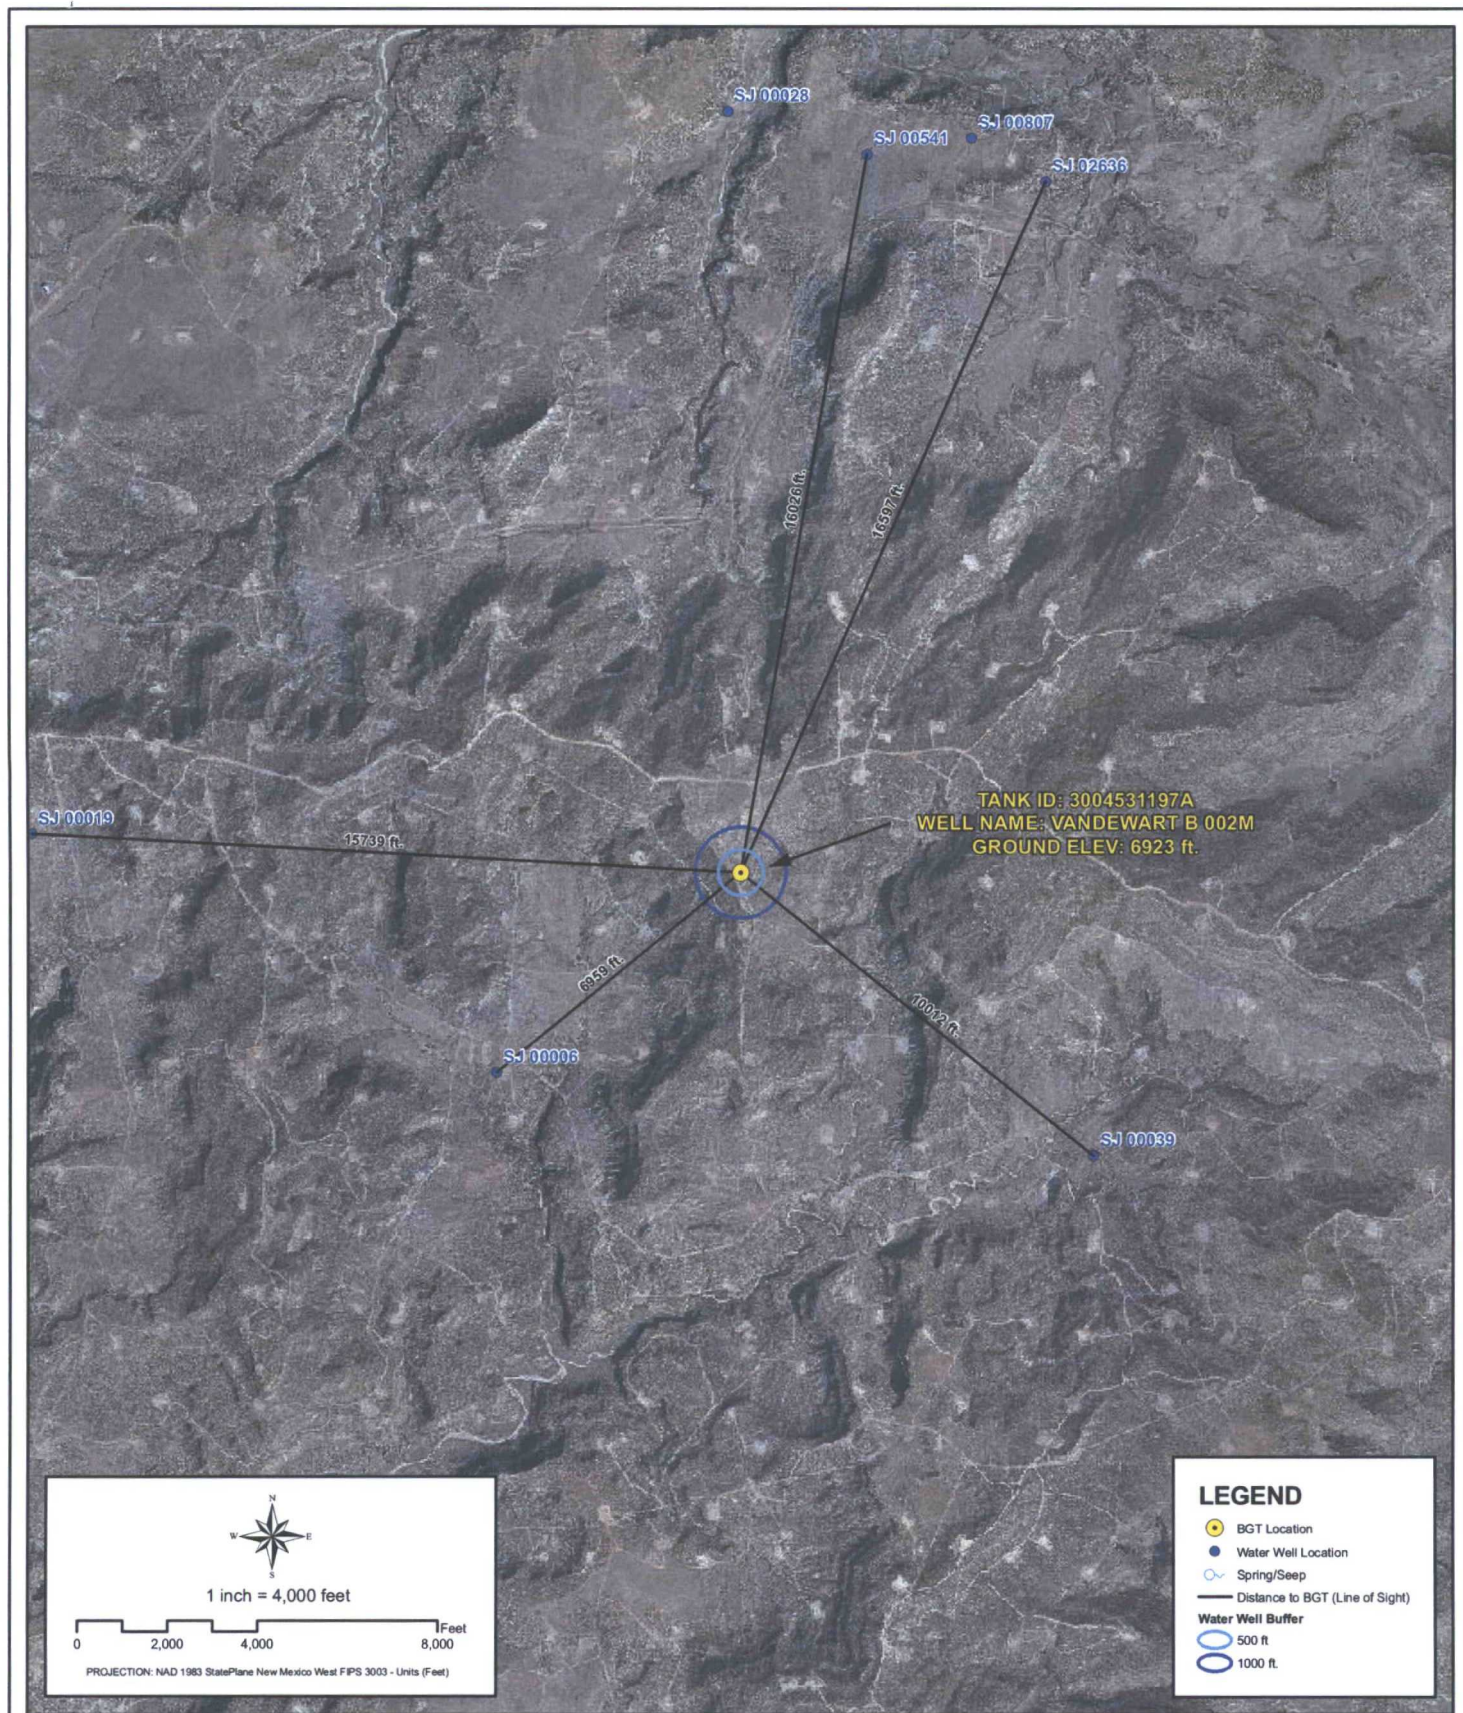 SJ 00028
SJ 00807
SJ 00541
SJ 02636
16026 ft.
16597 ft.
TANK ID: 3004531197A
WELL NAME: VANDEWART B 002M
GROUND ELEV: 6923 ft.
SJ 00019
15739 ft.
6959 ft.
10012 ft.
SJ 00006
SJ 00039
N
W
E
S
1 inch = 4,000 feet
Feet
0 2,000 4,000 8,000
PROJECTION: NAD 1983 StatePlane New Mexico West FIPS 3003 - Units (Feet)
LEGEND
BGT Location
Water Well Location
Spring/Seep
Distance to BGT (Line of Sight)
Water Well Buffer
500 ft
1000 ft.